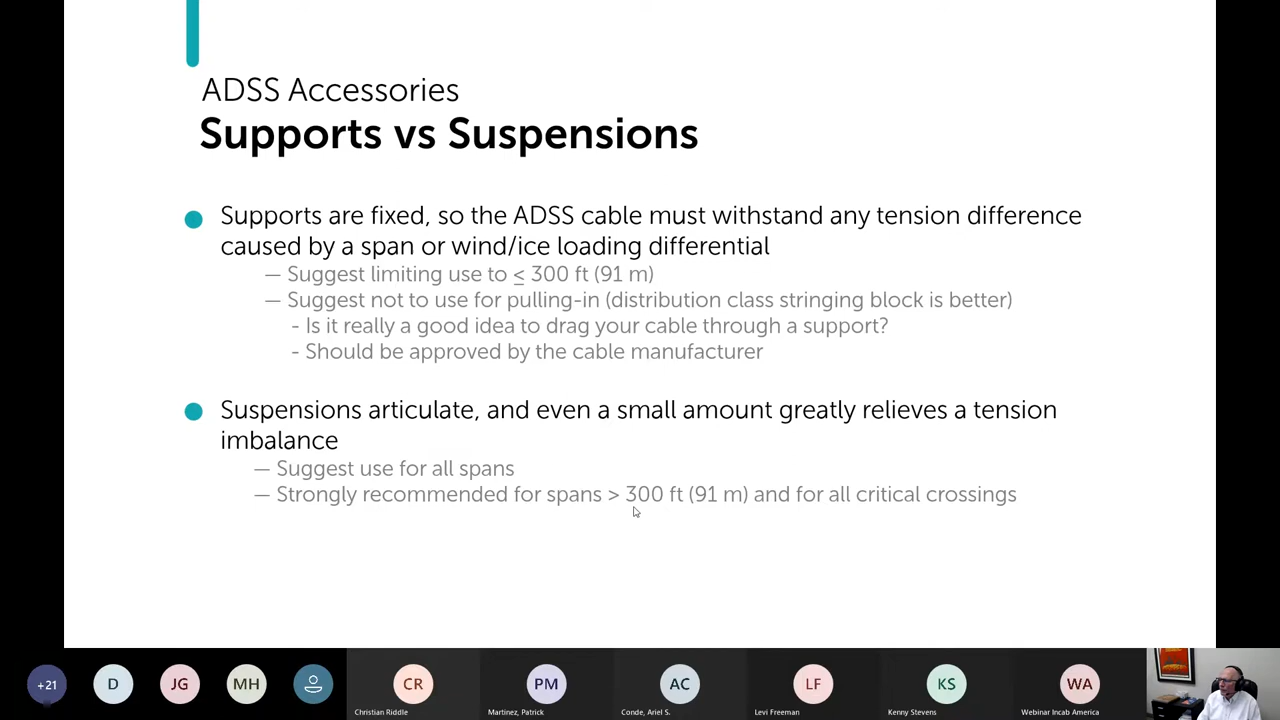 ADSS Accessories
Supports vs Suspensions
Supports are fixed, so the ADSS cable must withstand any tension difference
caused by a span or wind/ice loading differential
— Suggest limiting use to ≤ 300 ft (91 m)
— Suggest not to use for pulling-in (distribution class stringing block is better)
- Is it really a good idea to drag your cable through a support?
- Should be approved by the cable manufacturer
Suspensions articulate, and even a small amount greatly relieves a tension
imbalance
— Suggest use for all spans
— Strongly recommended for spans > 300 ft (91 m) and for all critical crossings
+21
D
JG
MH
CR
PM
AC
LF
KS
WA
Christian Riddle
Martinez, Patrick
Conde, Ariel S.
Levi Freeman
Kenny Stevens
Webinar Incab America